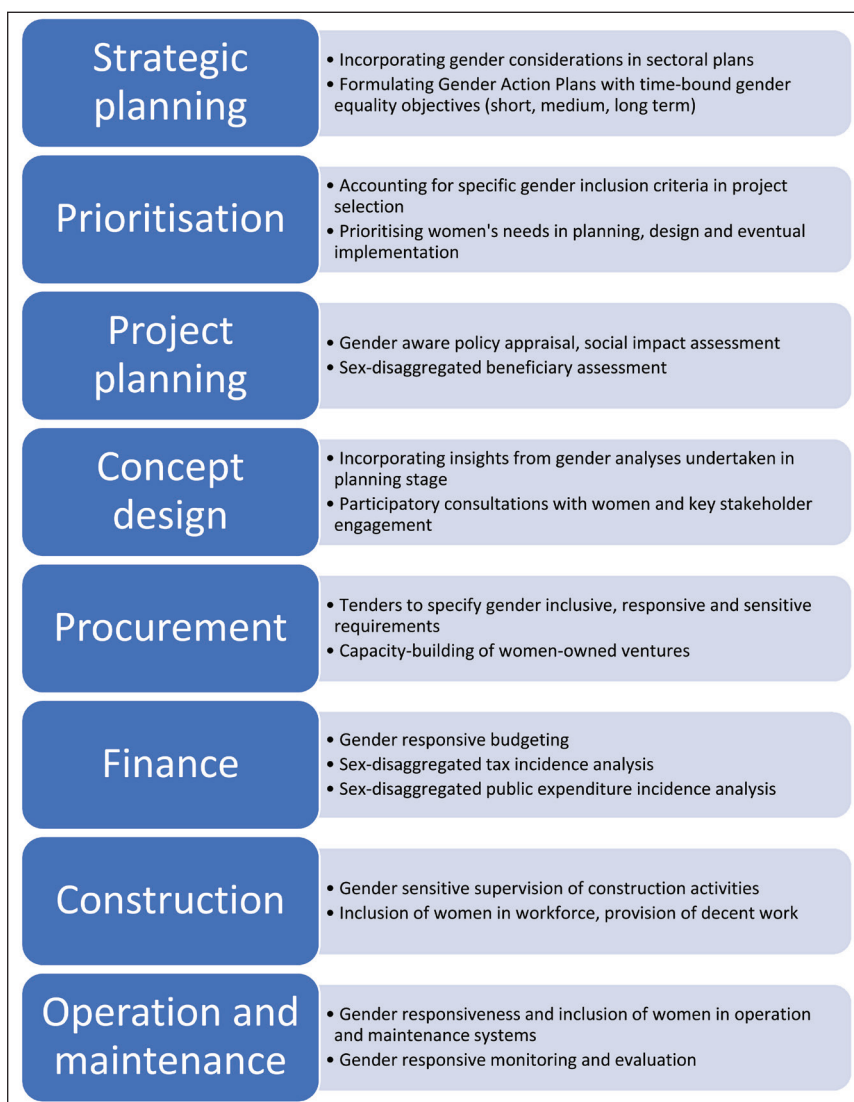 Strategic
planning
• Incorporating gender considerations in sectoral plans
• Formulating Gender Action Plans with time-bound gender
equality objectives (short, medium, long term)
Prioritisation
• Accounting for specific gender inclusion criteria in project
selection
• Prioritising women's needs in planning, design and eventual
implementation
Project
planning
• Gender aware policy appraisal, social impact assessment
• Sex-disaggregated beneficiary assessment
Concept
design
• Incorporating insights from gender analyses undertaken in
planning stage
• Participatory consultations with women and key stakeholder
engagement
Procurement
• Tenders to specify gender inclusive, responsive and sensitive
requirements
• Capacity-building of women-owned ventures
Finance
• Gender responsive budgeting
• Sex-disaggregated tax incidence analysis
• Sex-disaggregated public expenditure incidence analysis
Construction
• Gender sensitive supervision of construction activities
• Inclusion of women in workforce, provision of decent work
Operation and
maintenance
• Gender responsiveness and inclusion of women in operation
and maintenance systems
• Gender responsive monitoring and evaluation